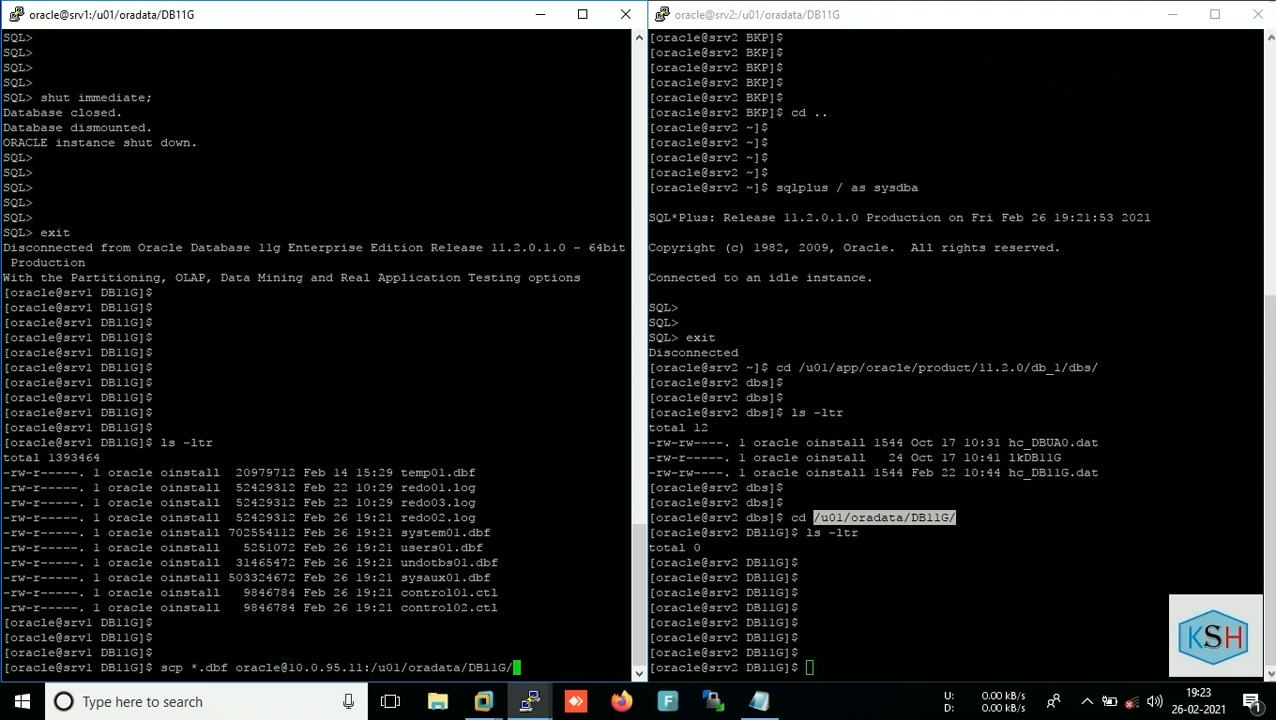 oracle@srv1:/u01/oradata/DB11G
SQL>
SQL>
SQL>
SQL>
SQL> shut immediate;
Database closed.
Database dismounted.
ORACLE instance shut down.
SQL>
SQL>
SQL>
SQL>
SQL> exit
Disconnected from Oracle Database 11g Enterprise Edition Release 11.2.0.1.0 - 64bit
Production
With the Partitioning, OLAP, Data Mining and Real Application Testing options
[oracle@srv1 DB11G]$
[oracle@srv1 DB11G]$
[oracle@srv1 DB11G]$
[oracle@srv1 DB11G]$
[oracle@srv1 DB11G]$
[oracle@srv1 DB11G]$
[oracle@srv1 DB11G]$
[oracle@srv1 DB11G]$
[oracle@srv1 DB11G]$
[oracle@srv1 DB11G]$
[oracle@srv1 DB11G]$ ls -ltr
total 1393464
-rw-r-----. 1 oracle oinstall  20979712 Feb 14 15:29 temp01.dbf
-rw-r-----. 1 oracle oinstall  52429312 Feb 22 10:29 redo01.log
-rw-r-----. 1 oracle oinstall  52429312 Feb 22 10:29 redo03.log
-rw-r-----. 1 oracle oinstall  52429312 Feb 26 19:21 redo02.log
-rw-r-----. 1 oracle oinstall 702554112 Feb 26 19:21 system01.dbf
-rw-r-----. 1 oracle oinstall   5251072 Feb 26 19:21 users01.dbf
-rw-r-----. 1 oracle oinstall  31465472 Feb 26 19:21 undotbs01.dbf
-rw-r-----. 1 oracle oinstall 503324672 Feb 26 19:21 sysaux01.dbf
-rw-r-----. 1 oracle oinstall   9846784 Feb 26 19:21 control01.ctl
-rw-r-----. 1 oracle oinstall   9846784 Feb 26 19:21 control02.ctl
[oracle@srv1 DB11G]$
[oracle@srv1 DB11G]$
[oracle@srv1 DB11G]$
[oracle@srv1 DB11G]$ scp *.dbf oracle@10.0.95.11:/u01/oradata/DB11G/
oracle@srv2:/u01/oradata/DB11G
[oracle@srv2 BKP]$
[oracle@srv2 BKP]$
[oracle@srv2 BKP]$
[oracle@srv2 BKP]$
[oracle@srv2 BKP]$
[oracle@srv2 BKP]$ cd ..
[oracle@srv2 ~]$
[oracle@srv2 ~]$
[oracle@srv2 ~]$
[oracle@srv2 ~]$
[oracle@srv2 ~]$ sqlplus / as sysdba
SQL*Plus: Release 11.2.0.1.0 Production on Fri Feb 26 19:21:53 2021
Copyright (c) 1982, 2009, Oracle.  All rights reserved.
Connected to an idle instance.
SQL>
SQL>
SQL> exit
Disconnected
[oracle@srv2 ~]$ cd /u01/app/oracle/product/11.2.0/db_1/dbs/
[oracle@srv2 dbs]$
[oracle@srv2 dbs]$
[oracle@srv2 dbs]$ ls -ltr
total 12
-rw-rw----. 1 oracle oinstall 1544 Oct 17 10:31 hc_DBUA0.dat
-rw-r-----. 1 oracle oinstall   24 Oct 17 10:41 lkDB11G
-rw-rw----. 1 oracle oinstall 1544 Feb 22 10:44 hc_DB11G.dat
[oracle@srv2 dbs]$
[oracle@srv2 dbs]$
[oracle@srv2 dbs]$ cd /u01/oradata/DB11G/
[oracle@srv2 DB11G]$ ls -ltr
total 0
[oracle@srv2 DB11G]$
[oracle@srv2 DB11G]$
[oracle@srv2 DB11G]$
[oracle@srv2 DB11G]$
[oracle@srv2 DB11G]$
[oracle@srv2 DB11G]$
[oracle@srv2 DB11G]$
[oracle@srv2 DB11G]$
KSH
Type here to search
F
U: 0.00 kB/s
D: 0.00 kB/s
19:23
26-02-2021
1